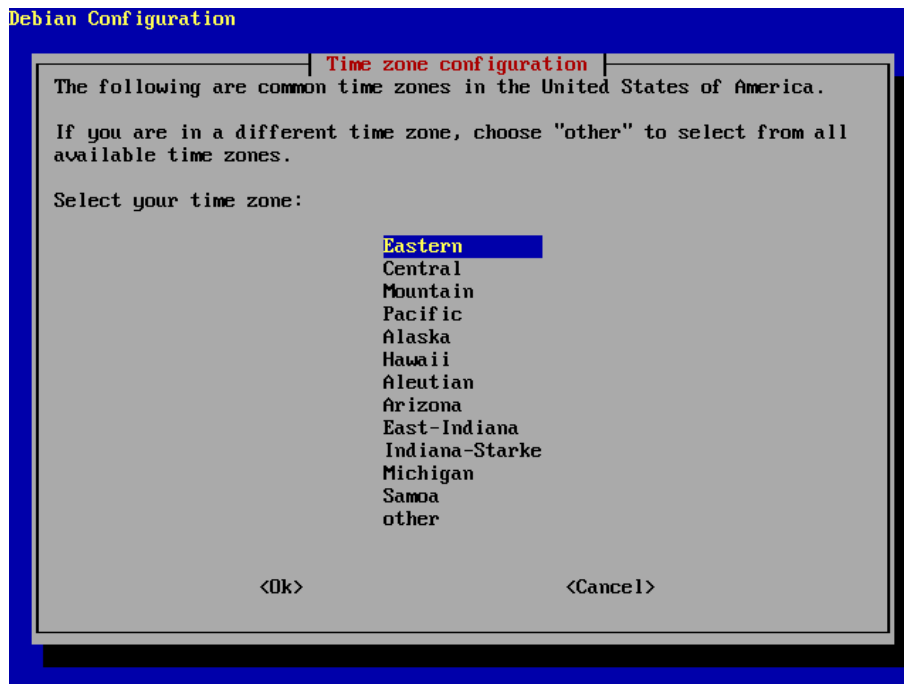 Debian Configuration
Time zone configuration
The following are common time zones in the United States of America.
If you are in a different time zone, choose "other" to select from all
available time zones.
Select your time zone:
Eastern
Central
Mountain
Pacific
Alaska
Hawaii
Aleutian
Arizona
East-Indiana
Indiana-Starke
Michigan
Samoa
other
<Ok> <Cancel>